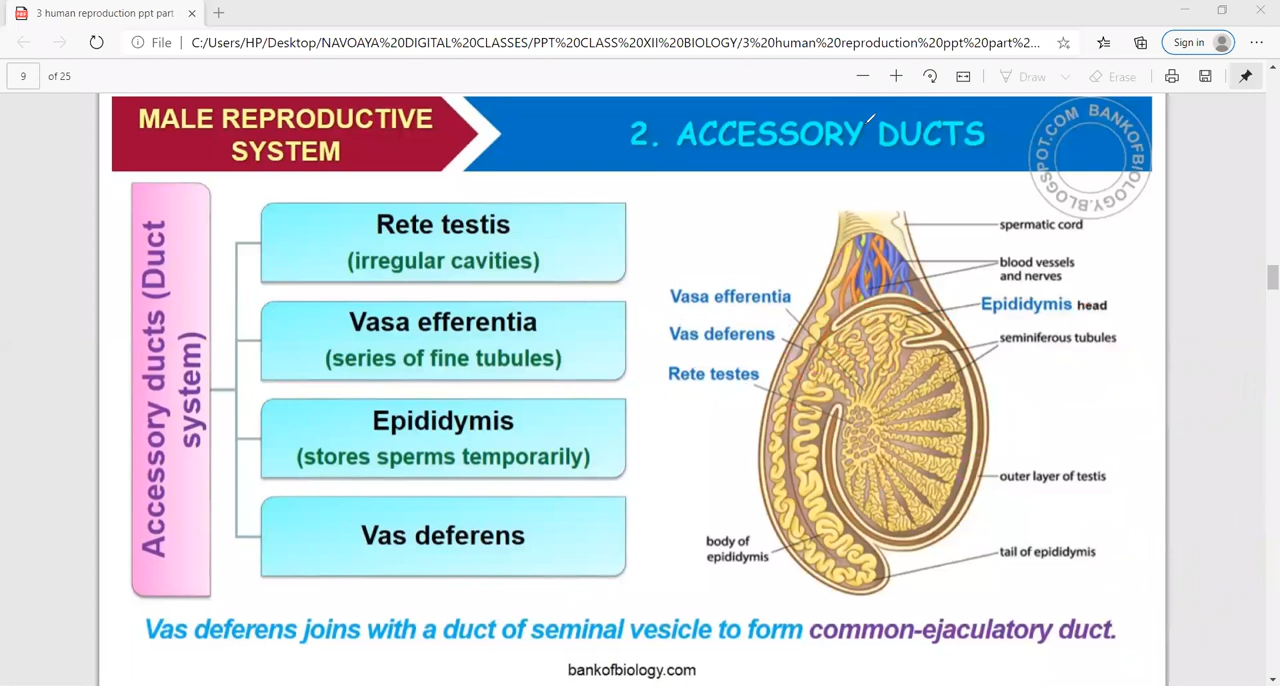 3 human reproduction ppt part
File
C:/Users/HP/Desktop/NAVOAYA%20DIGITAL%20CLASSES/PPT%20CLASS%20XII%20BIOLOGY/3%20human%20reproduction%20ppt%20part%2...
Sign in
9 of 25
Draw
Erase
MALE REPRODUCTIVE
SYSTEM
2. ACCESSORY DUCTS
BANKOFBIOLOGY.BLOGSPOT.COM
Accessory ducts (Duct
system)
Rete testis
(irregular cavities)
Vasa efferentia
(series of fine tubules)
Epididymis
(stores sperms temporarily)
Vas deferens
spermatic cord
blood vessels
and nerves
Vasa efferentia
Epididymis head
Vas deferens
seminiferous tubules
Rete testes
outer layer of testis
body of
epididymis
tail of epididymis
Vas deferens joins with a duct of seminal vesicle to form common-ejaculatory duct.
bankofbiology.com